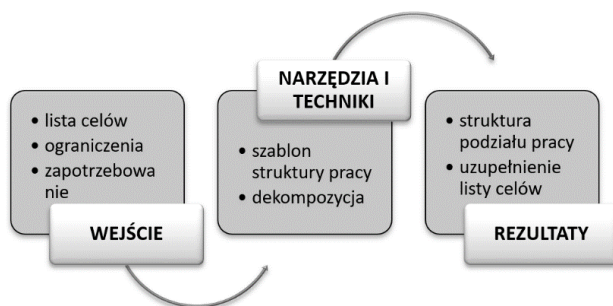 • lista celów
• ograniczenia
• zapotrzebowa
nie
WEJŚCIE
NARZĘDZIA I
TECHNIKI
• szablon
struktury pracy
• dekompozycja
• struktura
podziału pracy
• uzupełnienie
listy celów
REZULTATY